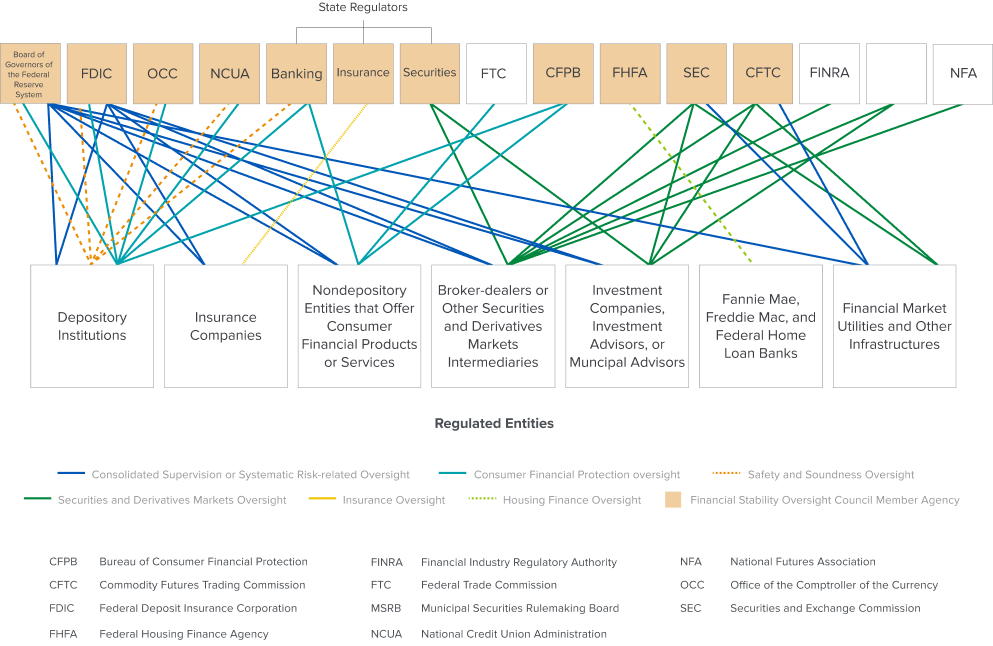 State Regulators
Board of
Governors of
the Federal
Reserve
System
FDIC
OCC
NCUA
Banking
Insurance
Securities
FTC
CFPB
FHFA
SEC
CFTC
FINRA
NFA
Depository
Institutions
Insurance
Companies
Nondepository
Entities that Offer
Consumer
Financial Products
or Services
Broker-dealers or
Other Securities
and Derivatives
Markets
Intermediaries
Investment
Companies,
Investment
Advisors, or
Muncipal Advisors
Fannie Mae,
Freddie Mac, and
Federal Home
Loan Banks
Financial Market
Utilities and Other
Infrastructures
Regulated Entities
Consolidated Supervision or Systematic Risk-related Oversight
Consumer Financial Protection oversight
Safety and Soundness Oversight
Securities and Derivatives Markets Oversight
Insurance Oversight
Housing Finance Oversight
Financial Stability Oversight Council Member Agency
CFPB Bureau of Consumer Financial Protection
CFTC Commodity Futures Trading Commission
FDIC Federal Deposit Insurance Corporation
FHFA Federal Housing Finance Agency
FINRA Financial Industry Regulatory Authority
FTC Federal Trade Commission
MSRB Municipal Securities Rulemaking Board
NCUA National Credit Union Administration
NFA National Futures Association
OCC Office of the Comptroller of the Currency
SEC Securities and Exchange Commission